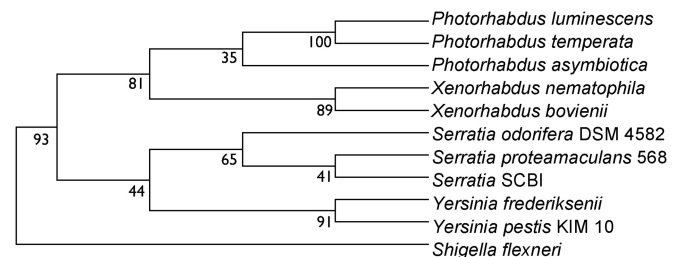 Photorhabdus luminescens
100
Photorhabdus temperata
35
Photorhabdus asymbiotica
81
Xenorhabdus nematophila
89
Xenorhabdus bovienii
93
Serratia odorifera DSM 4582
65
Serratia proteamaculans 568
41
Serratia SCBI
44
Yersinia frederiksenii
91
Yersinia pestis KIM 10
Shigella flexneri